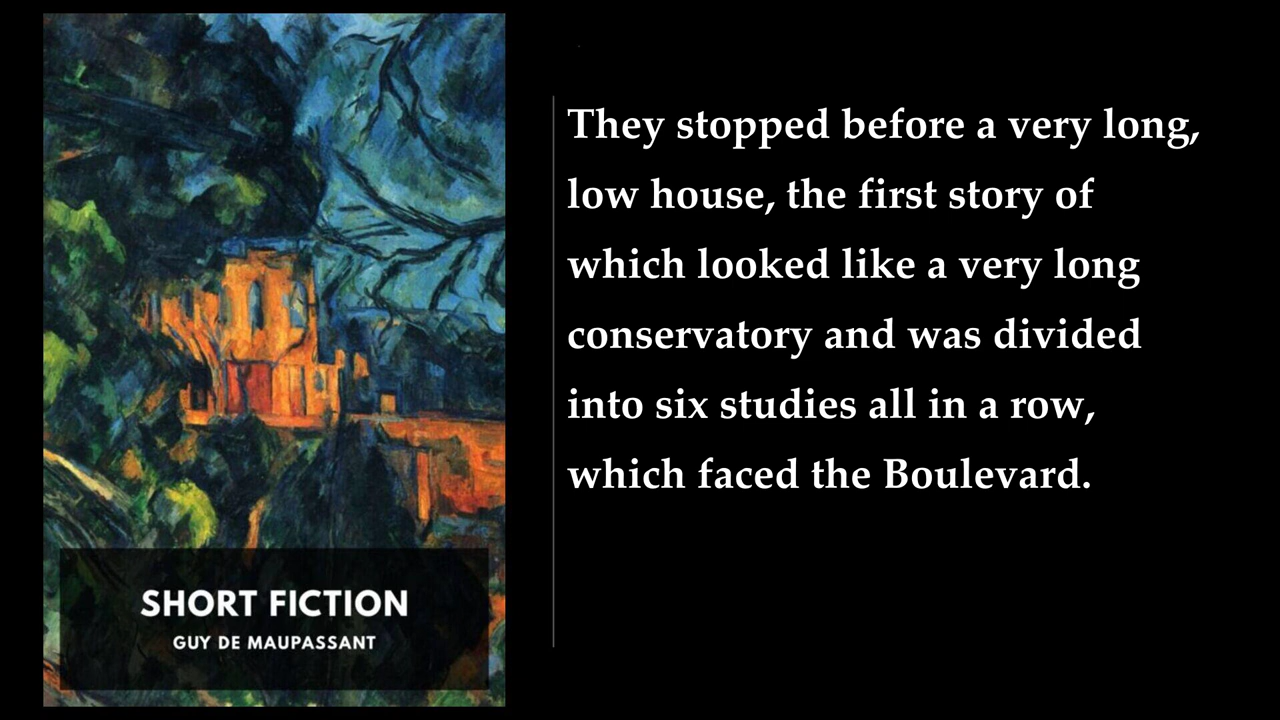 They stopped before a very long,
low house, the first story of
which looked like a very long
conservatory and was divided
into six studies all in a row,
which faced the Boulevard.
SHORT FICTION
GUY DE MAUPASSANT